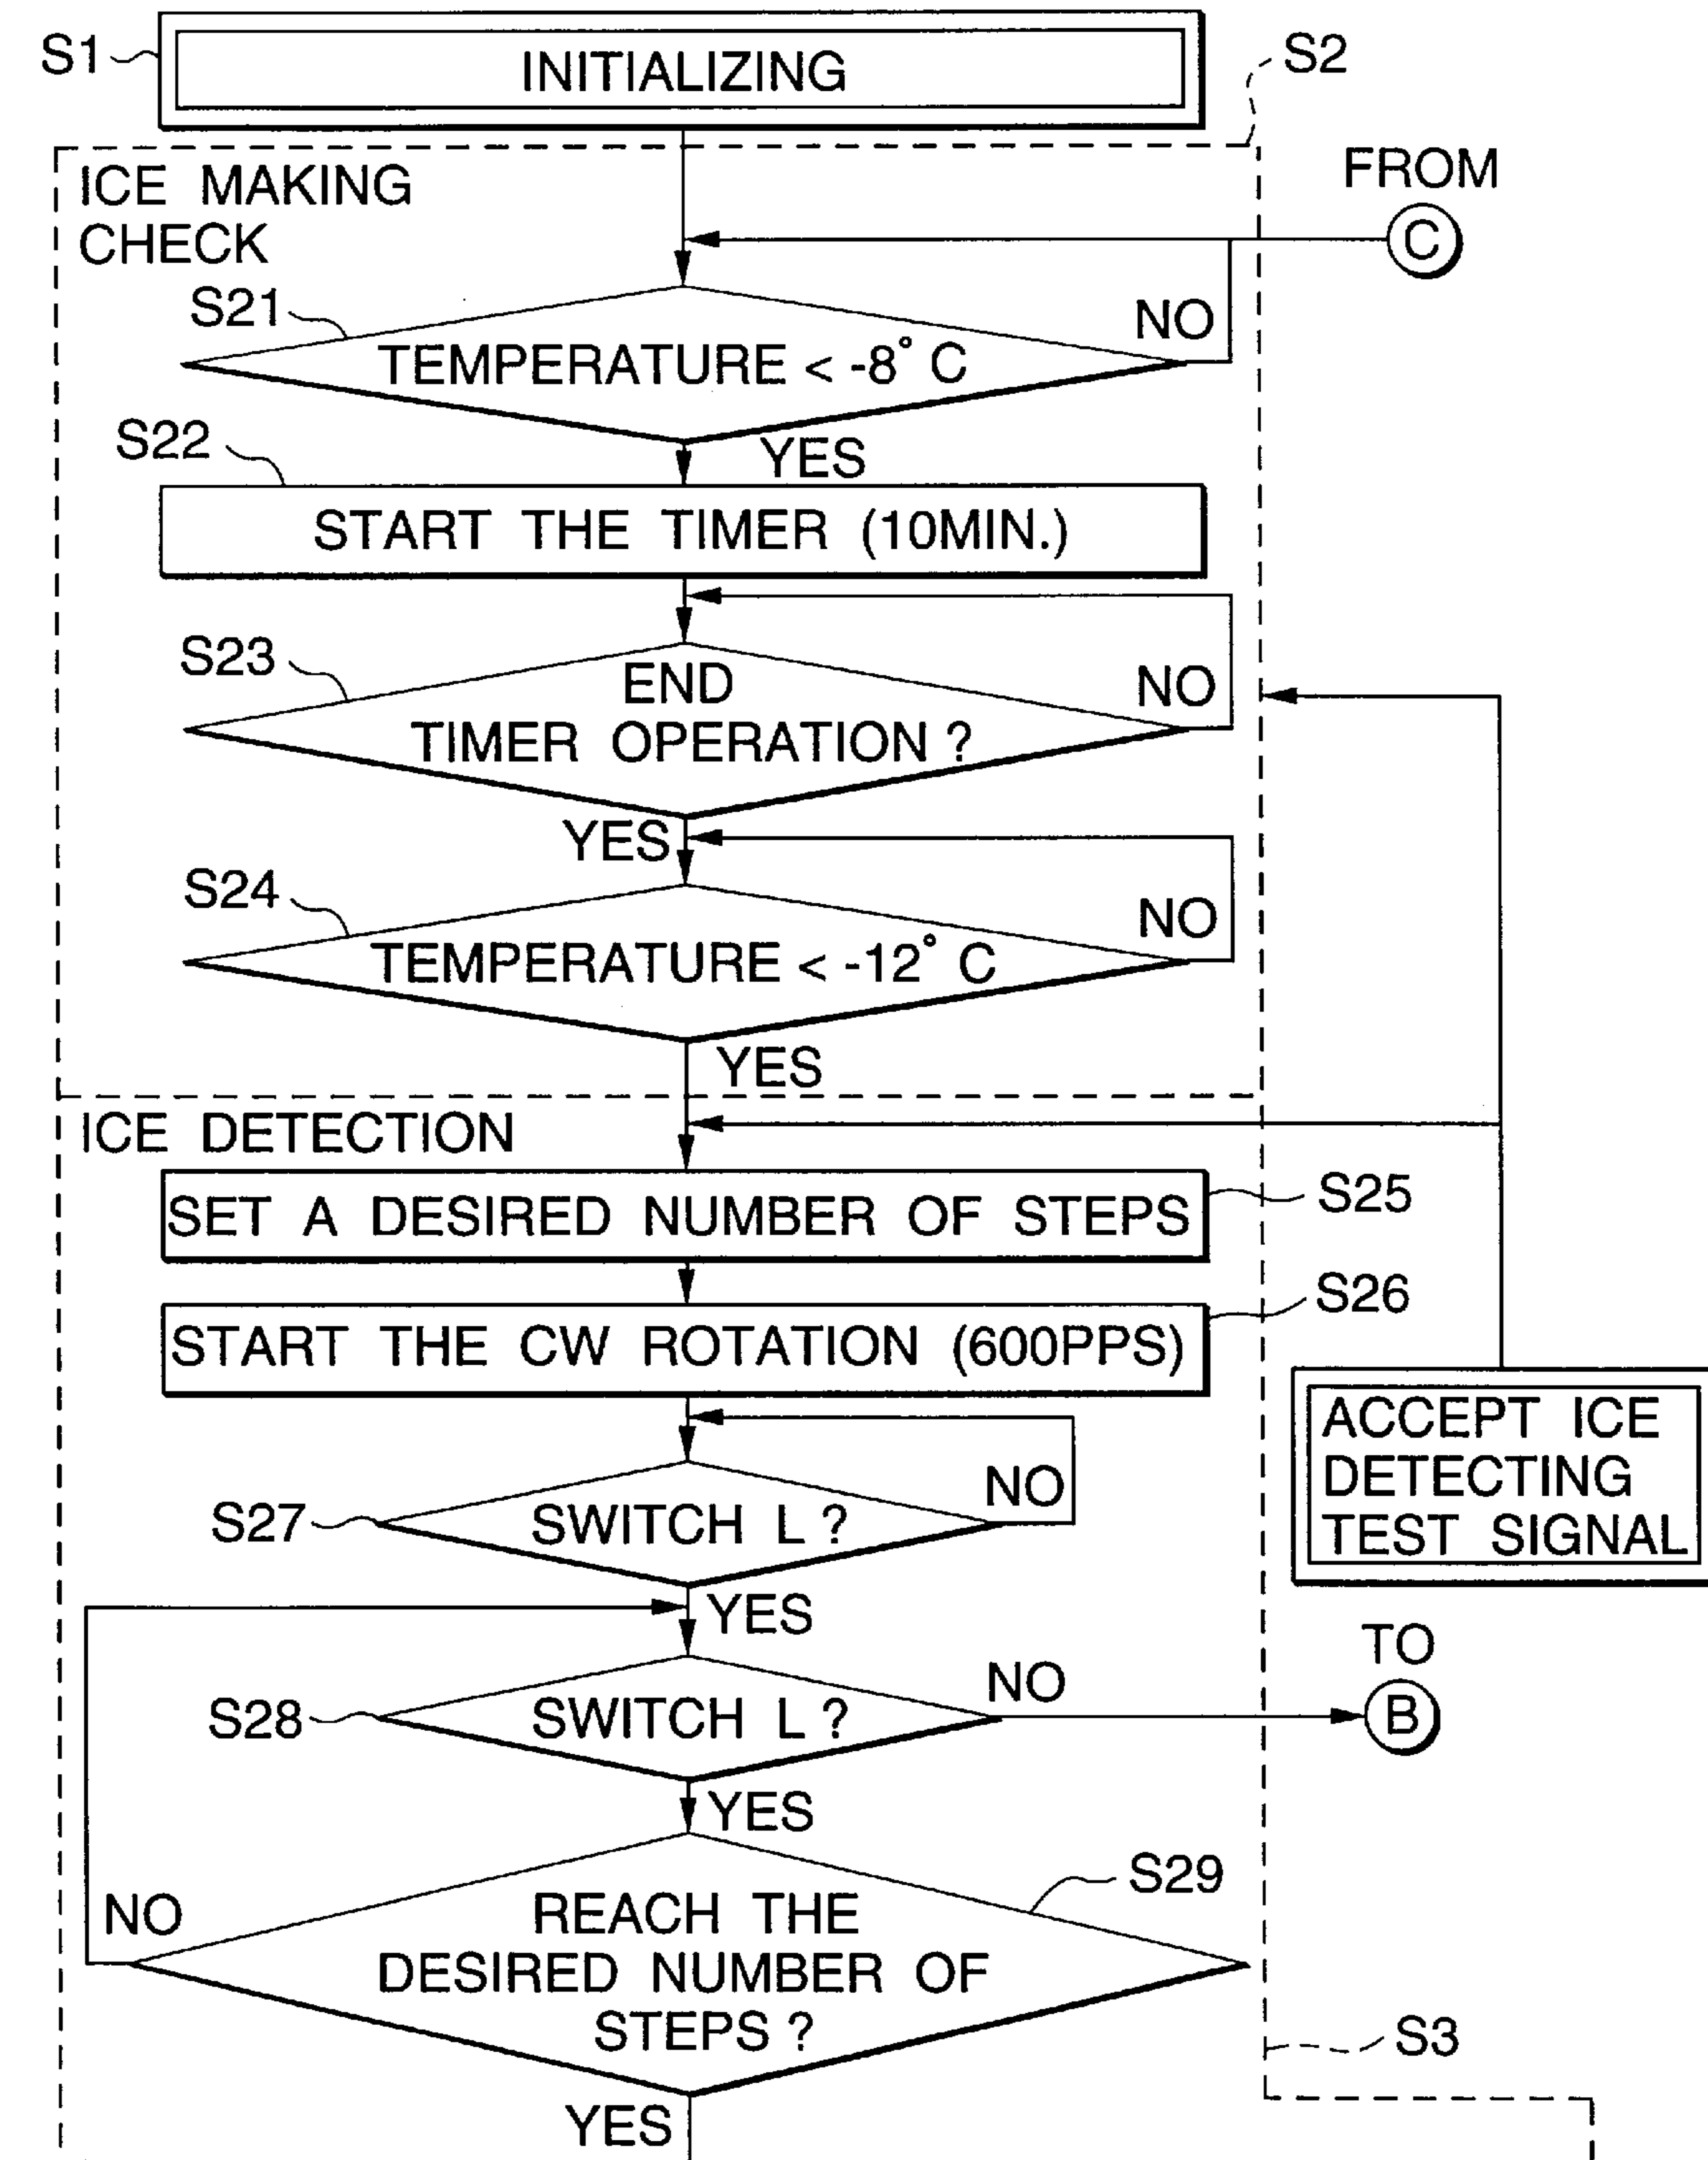 S1
INITIALIZING
S2
ICE MAKING
CHECK
FROM
C
S21
TEMPERATURE < -8° C
NO
YES
S22
START THE TIMER (10MIN.)
S23
END
TIMER OPERATION ?
NO
YES
S24
TEMPERATURE < -12° C
NO
YES
ICE DETECTION
SET A DESIRED NUMBER OF STEPS
S25
START THE CW ROTATION (600PPS)
S26
ACCEPT ICE
DETECTING
TEST SIGNAL
S27
SWITCH L ?
NO
YES
S28
SWITCH L ?
NO
TO
B
YES
S29
REACH THE
DESIRED NUMBER OF
STEPS ?
NO
S3
YES